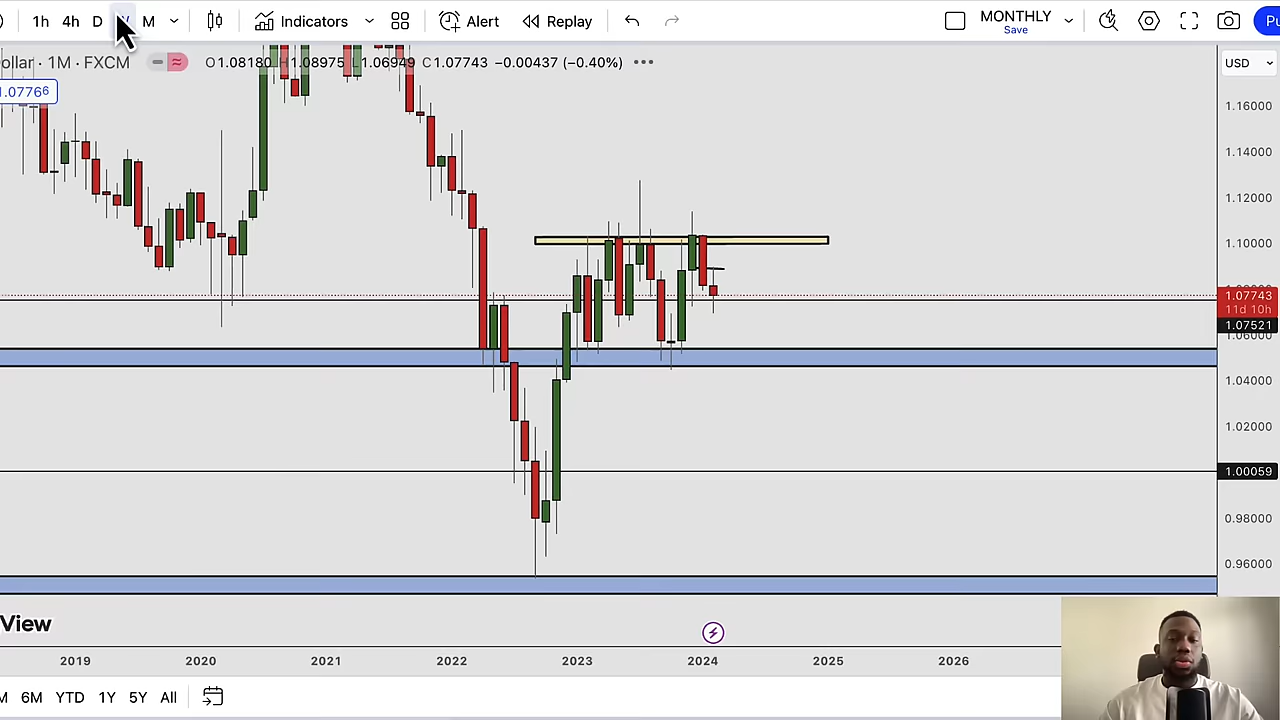 1h 4h D W M Indicators Alert Replay MONTHLY
Save
ollar · 1M · FXCM O1.08180 H1.08975 L1.06949 C1.07743 −0.00437 (−0.40%) USD
1.07766
1.16000
1.14000
1.12000
1.10000
1.07743
11d 10h
1.07521
1.06000
1.04000
1.02000
1.00059
0.98000
0.96000
View
2019 2020 2021 2022 2023 2024 2025 2026
M 6M YTD 1Y 5Y All